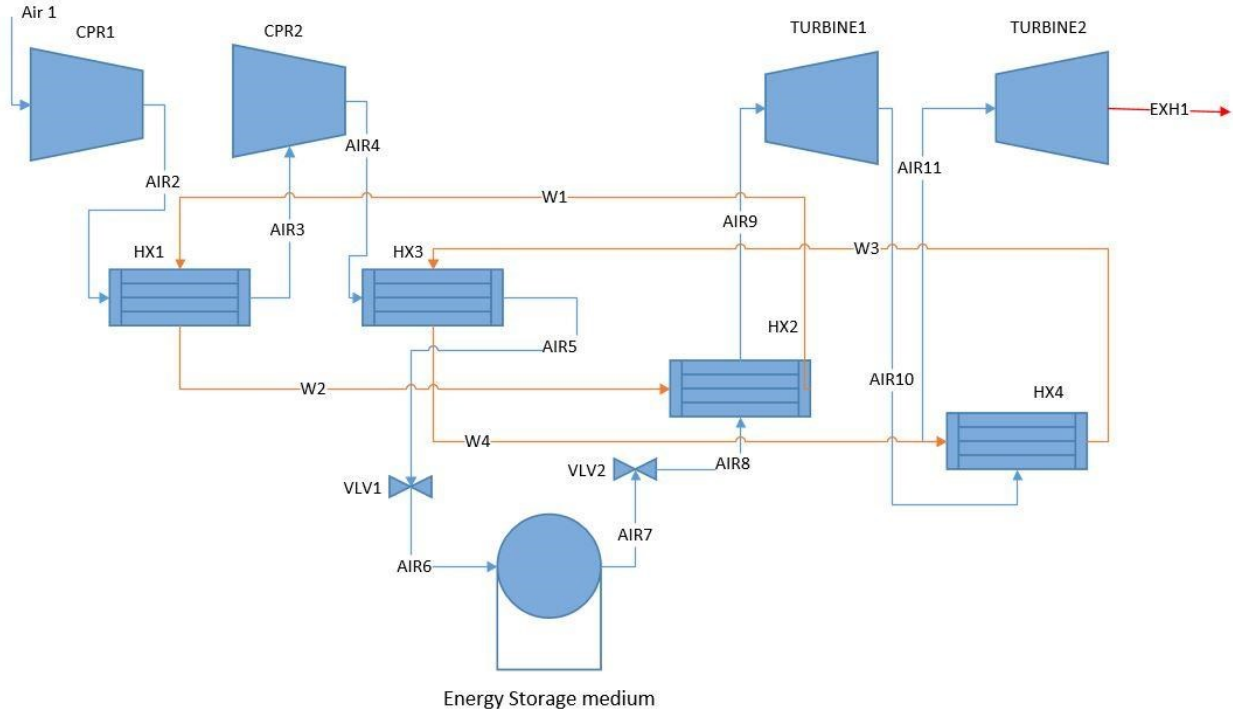 Air 1
CPR1
CPR2
TURBINE1
TURBINE2
EXH1
AIR4
AIR11
AIR2
W1
AIR9
AIR3
W3
HX1
HX3
HX2
AIR5
AIR10
W2
HX4
W4
VLV2
AIR8
VLV1
AIR7
AIR6
Energy Storage medium